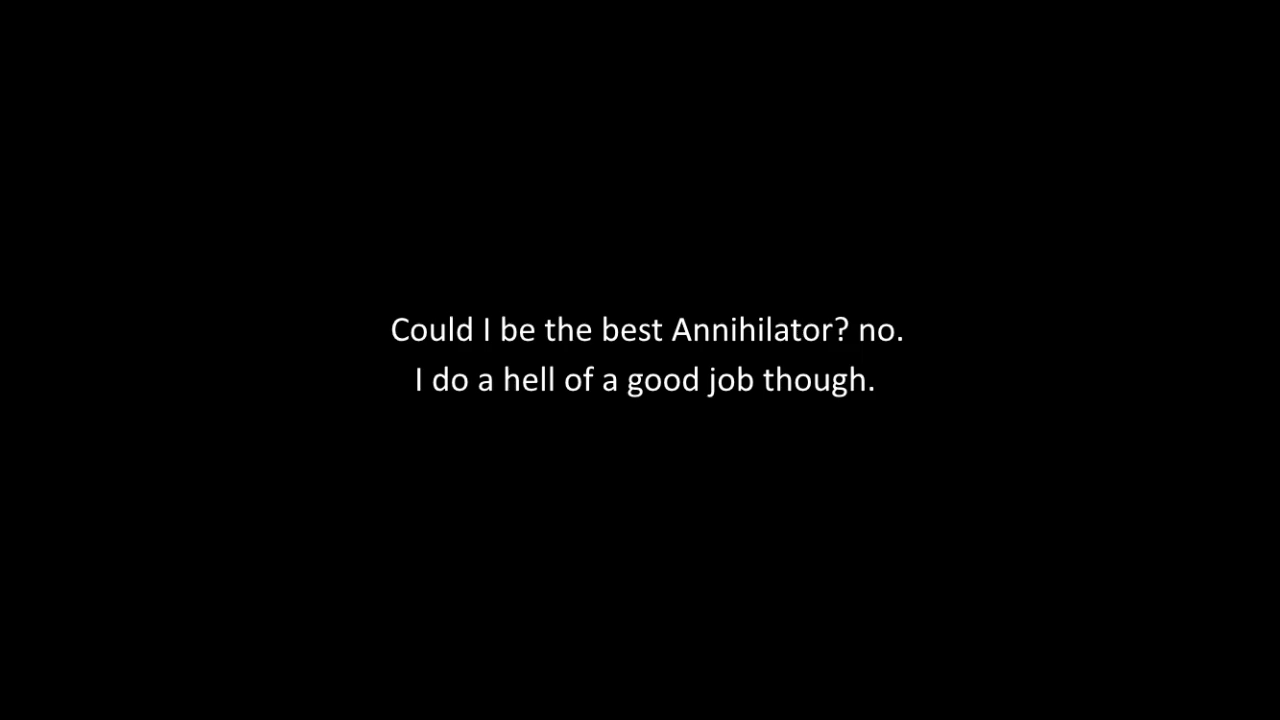 Could I be the best Annihilator? no.
I do a hell of a good job though.